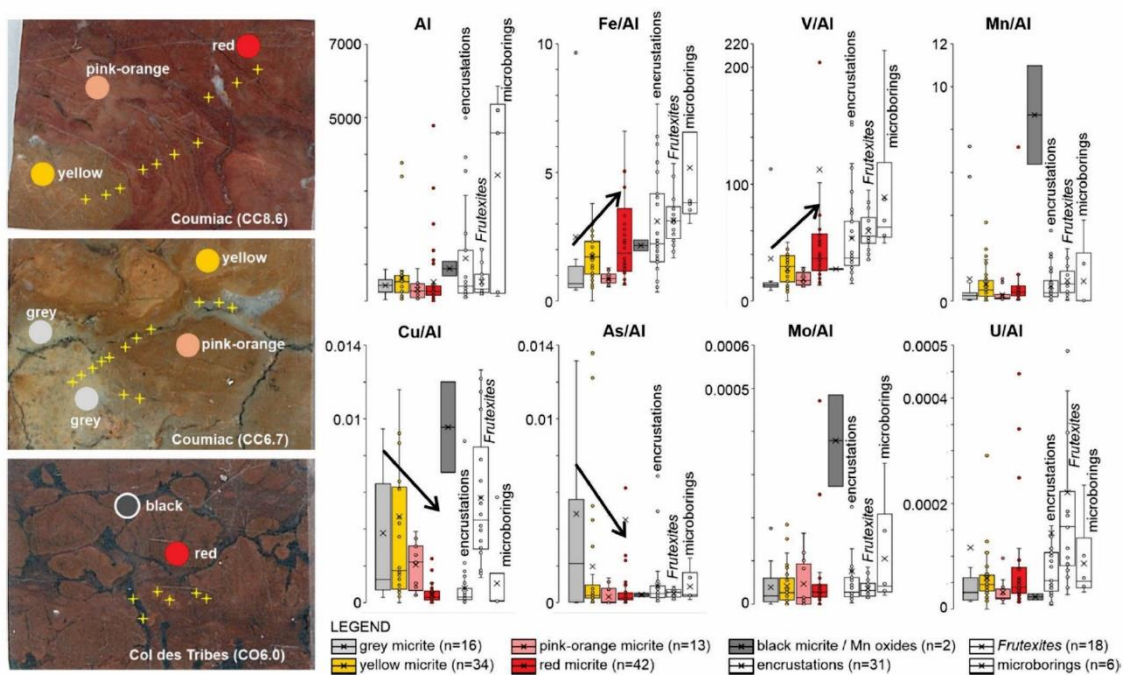 red
pink-orange
yellow
Coumiac (CC8.6)
yellow
grey
pink-orange
grey
Coumiac (CC6.7)
black
red
Col des Tribes (CO6.0)
Al
7000
5000
0
encrustations
Frutexites
microborings
Fe/Al
10
5
0
encrustations
Frutexites
microborings
V/Al
220
200
100
0
encrustations
Frutexites
microborings
Mn/Al
12
10
5
0
encrustations
Frutexites
microborings
Cu/Al
0.014
0.01
0
encrustations
Frutexites
microborings
As/Al
0.014
0.01
0
encrustations
Frutexites
microborings
Mo/Al
0.0006
0.0005
0
encrustations
Frutexites
microborings
U/Al
0.0005
0.0002
0
encrustations
Frutexites
microborings
LEGEND
grey micrite (n=16)
pink-orange micrite (n=13)
black micrite / Mn oxides (n=2)
Frutexites (n=18)
yellow micrite (n=34)
red micrite (n=42)
encrustations (n=31)
microborings (n=6)